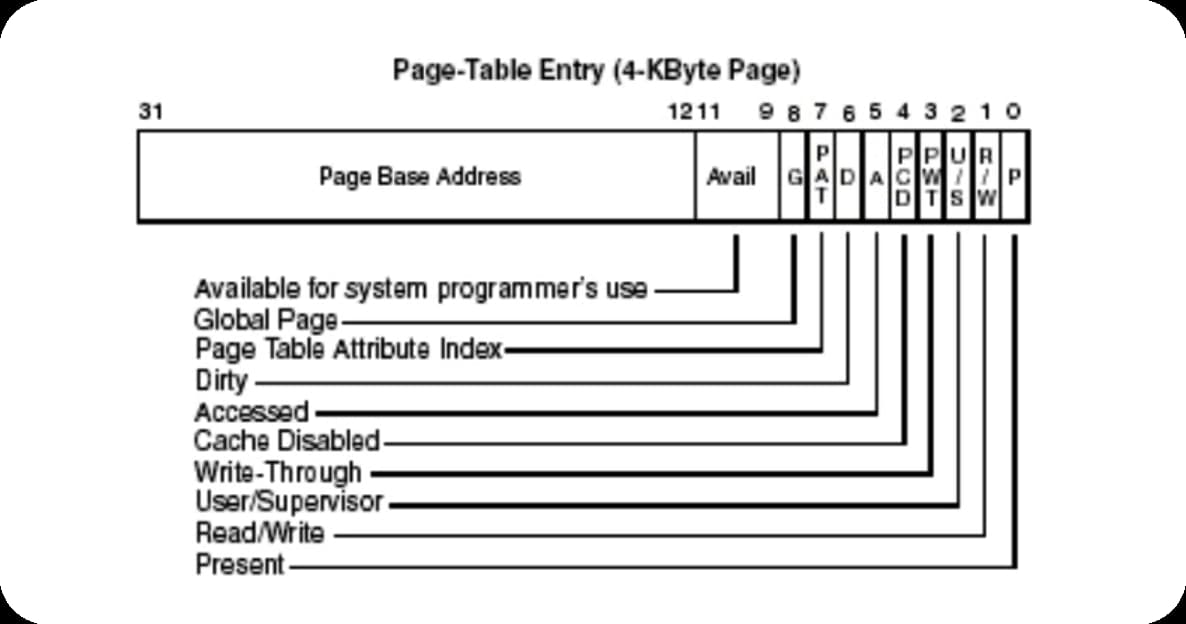 Page-Table Entry (4-KByte Page)
31 12 11 9 8 7 6 5 4 3 2 1 0
Page Base Address Avail G PAT D A PCD PWT U/S R/W P
Available for system programmer's use
Global Page
Page Table Attribute Index
Dirty
Accessed
Cache Disabled
Write-Through
User/Supervisor
Read/Write
Present